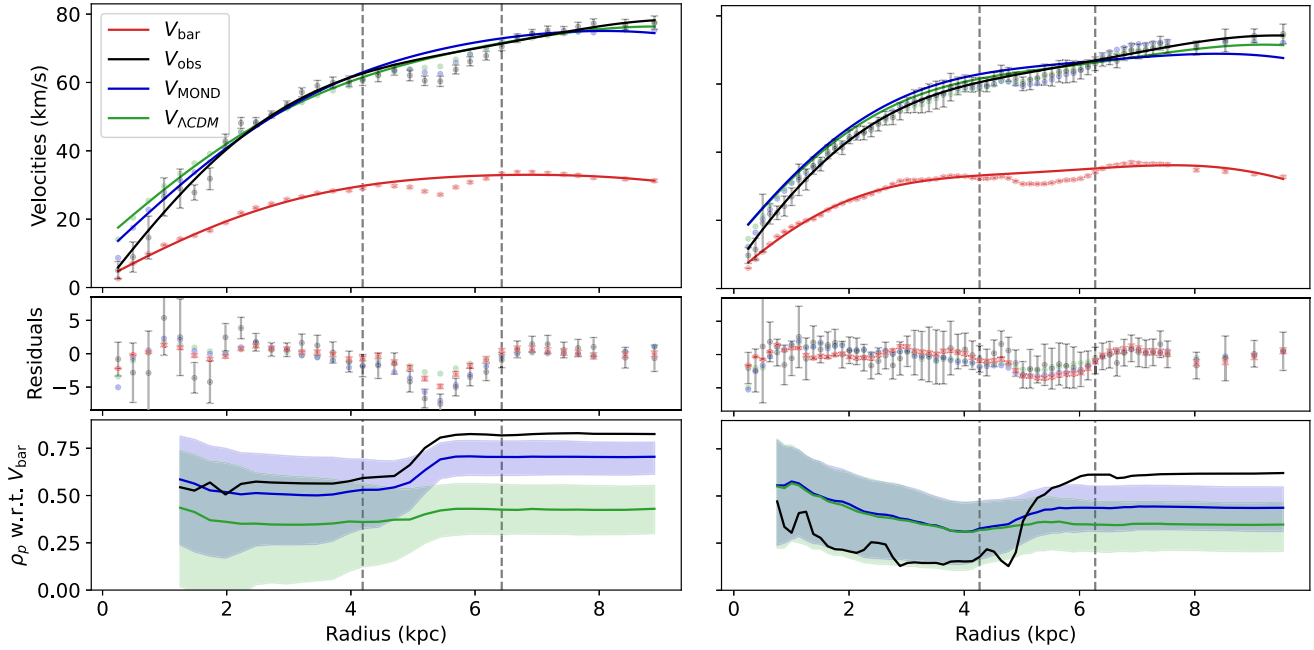 80
60
40
20
0
Velocities (km/s)
V_bar
V_obs
V_MOND
V_ΛCDM
5
0
−5
Residuals
0.75
0.50
0.25
0.00
ρ_p w.r.t. V_bar
0 2 4 6 8
Radius (kpc)
0 2 4 6 8
Radius (kpc)